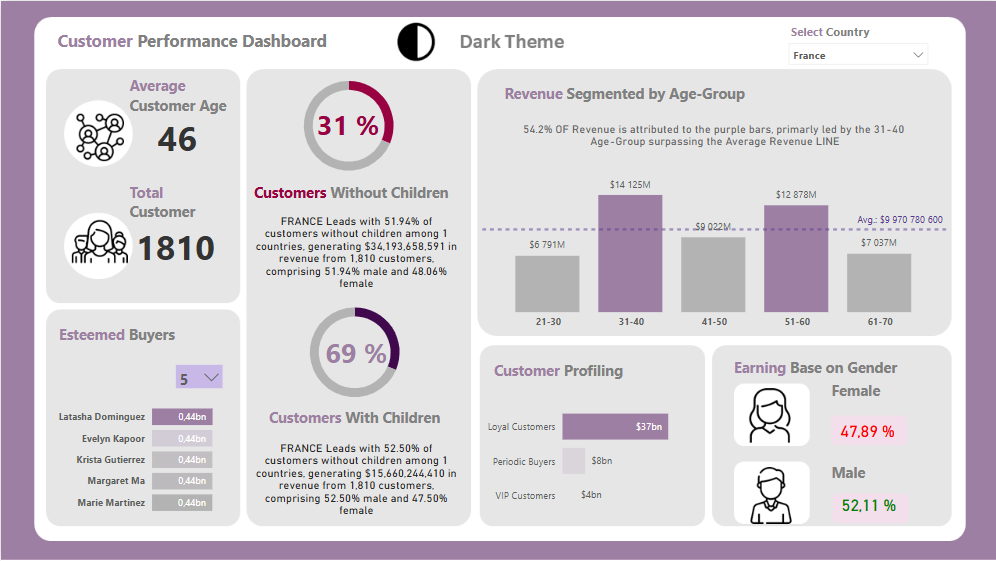 Customer Performance Dashboard
Dark Theme
Select Country
France
Average
Customer Age
46
Total
Customer
1810
31 %
Customers Without Children
FRANCE Leads with 51.94% of
customers without children among 1
countries, generating $34,193,658,591 in
revenue from 1,810 customers,
comprising 51.94% male and 48.06%
female
69 %
Customers With Children
FRANCE Leads with 52.50% of
customers without children among 1
countries, generating $15,660,244,410 in
revenue from 1,810 customers,
comprising 52.50% male and 47.50%
female
Revenue Segmented by Age-Group
54.2% OF Revenue is attributed to the purple bars, primarily led by the 31-40
Age-Group surpassing the Average Revenue LINE
$6 791M
$14 125M
$9 022M
$12 878M
$7 037M
Avg.: $9 970 780 600
21-30
31-40
41-50
51-60
61-70
Esteemed Buyers
5
Latasha Dominguez 0,44bn
Evelyn Kapoor 0,44bn
Krista Gutierrez 0,44bn
Margaret Ma 0,44bn
Marie Martinez 0,44bn
Customer Profiling
Loyal Customers $37bn
Periodic Buyers $8bn
VIP Customers $4bn
Earning Base on Gender
Female
47,89 %
Male
52,11 %